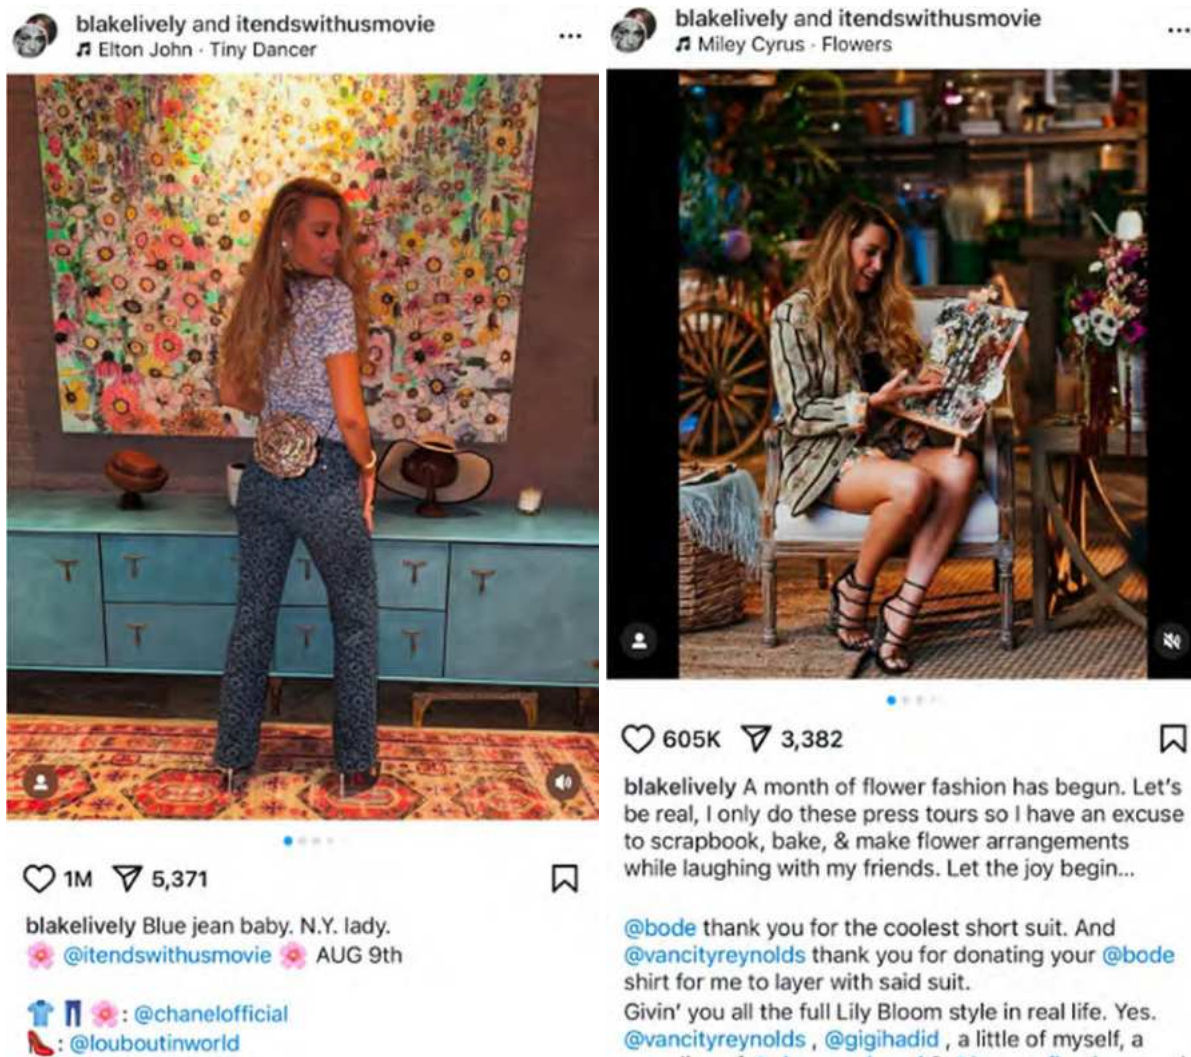 blakelively and itendswithusmovie
Elton John · Tiny Dancer
1M 5,371
blakelively Blue jean baby. N.Y. lady.
🌸 @itendswithusmovie 🌸 AUG 9th
👕 👖 🌸: @chanelofficial
👠: @louboutinworld
blakelively and itendswithusmovie
Miley Cyrus · Flowers
605K 3,382
blakelively A month of flower fashion has begun. Let's
be real, I only do these press tours so I have an excuse
to scrapbook, bake, & make flower arrangements
while laughing with my friends. Let the joy begin...
@bode thank you for the coolest short suit. And
@vancityreynolds thank you for donating your @bode
shirt for me to layer with said suit.
Givin' you all the full Lily Bloom style in real life. Yes.
@vancityreynolds , @gigihadid , a little of myself, a